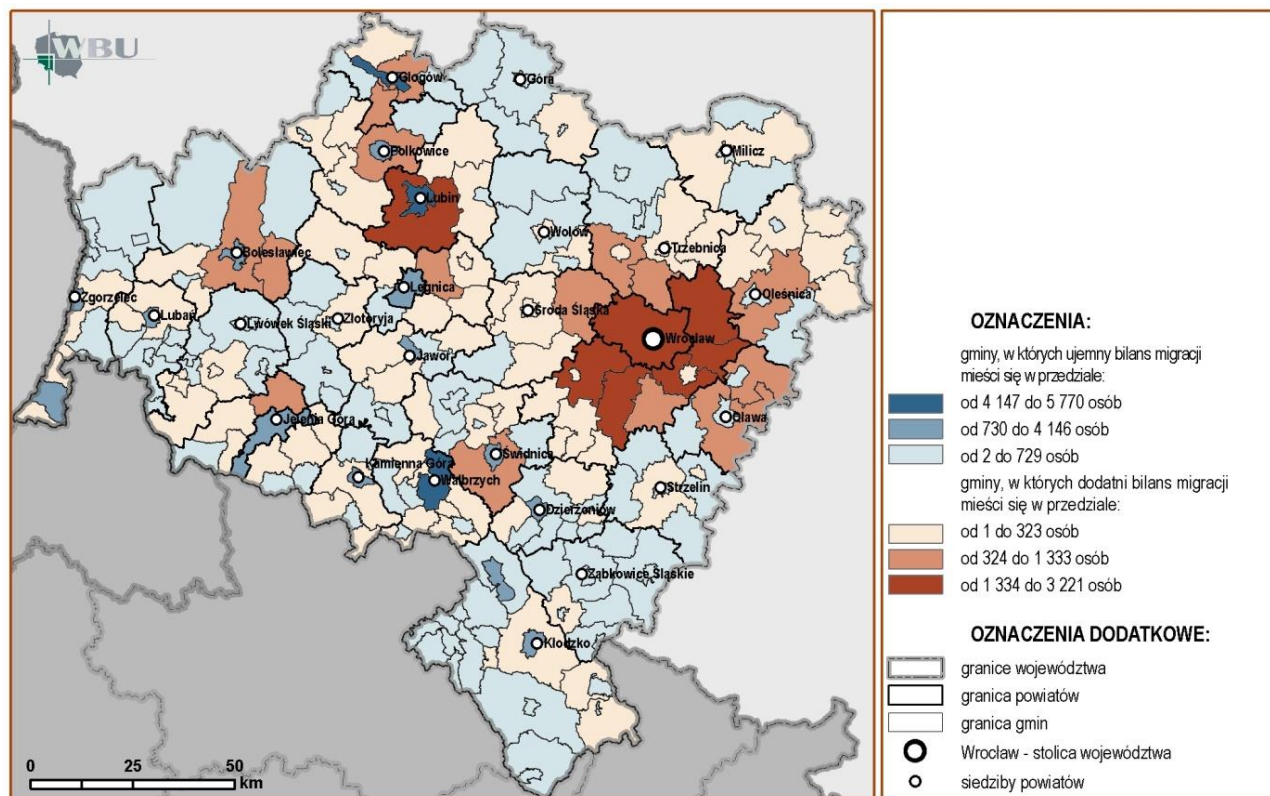 WBU
Głogów
Góra
Polkowice
Milicz
Lubin
Wołów
Trzebnica
Bolesławiec
Zgorzelec
Legnica
Oleśnica
Lubań
Lwówek Śląski
Złotoryja
Środa Śląska
Wrocław
Jawor
Jelenia Góra
Oława
Kamienna Góra
Świdnica
Wałbrzych
Strzelin
Dzierżoniów
Ząbkowice Śląskie
Kłodzko
0 25 50
km
OZNACZENIA:
gminy, w których ujemny bilans migracji
mieści się w przedziale:
od 4 147 do 5 770 osób
od 730 do 4 146 osób
od 2 do 729 osób
gminy, w których dodatni bilans migracji
mieści się w przedziale:
od 1 do 323 osób
od 324 do 1 333 osób
od 1 334 do 3 221 osób
OZNACZENIA DODATKOWE:
granice województwa
granica powiatów
granica gmin
Wrocław - stolica województwa
siedziby powiatów